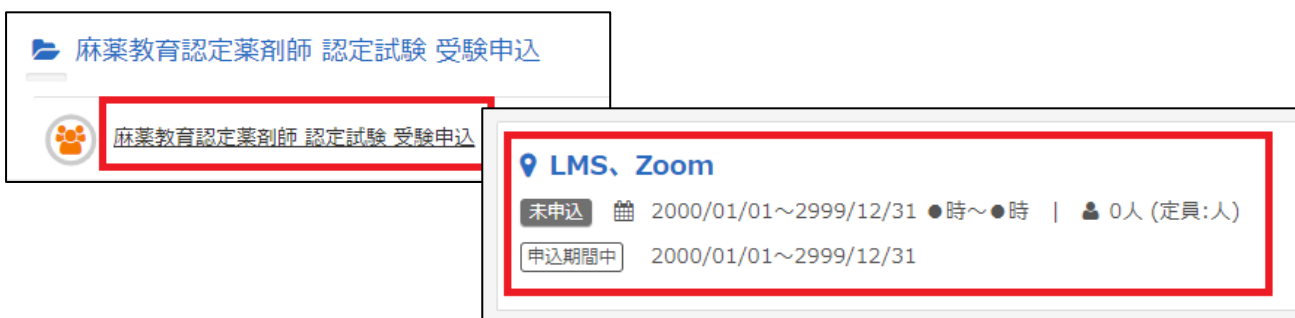 麻薬教育認定薬剤師 認定試験 受験申込
麻薬教育認定薬剤師 認定試験 受験申込
LMS、Zoom
未申込 2000/01/01～2999/12/31 ●時～●時 | 0人 (定員:人)
申込期間中 2000/01/01～2999/12/31